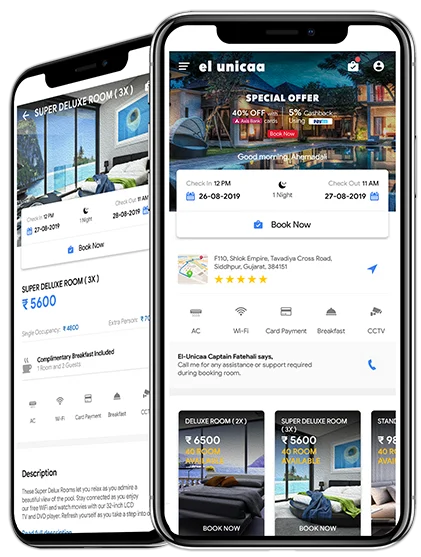 SUPER DELUXE ROOM ( 3X )
Check In 12 PM
Check Out 11 AM
27-08-2019
1 Night
28-08-2019
Book Now
SUPER DELUXE ROOM ( 3X )
₹ 5600
Single Occupancy: ₹ 4800
Extra Person: ₹ 70
Complimentary Breakfast Included
1 Room and 2 Guests
AC
Wi-Fi
Card Payment
Breakfast
CCTV
Description
These Super Deluxe Rooms let you relax as you admire a
beautiful view of the pool. Stay connected as you enjoy
our free WiFi and watch movies with our 32-inch LCD
TV and DVD player. Refresh yourself as you take a step into o
Read full description
el unicaa
SPECIAL OFFER
40% OFF with
AXIS BANK cards
5% Cashback
Using Paytm
Book Now
Good morning, Ahemadali
Check In 12 PM
Check Out 11 AM
26-08-2019
1 Night
27-08-2019
Book Now
F110, Shlok Empire, Tavadiya Cross Road,
Siddhpur, Gujarat, 384151
AC
Wi-Fi
Card Payment
Breakfast
CCTV
El-Unicaa Captain Fatehali says,
Call me for any assistance or support required
during booking room.
DELUXE ROOM ( 2X )
₹ 6500
40 ROOM
AVAILABLE
BOOK NOW
SUPER DELUXE ROOM
( 3X )
₹ 5600
40 ROOM
AVAILABLE
BOOK NOW
STAND
₹ 98
40 R
AVAI